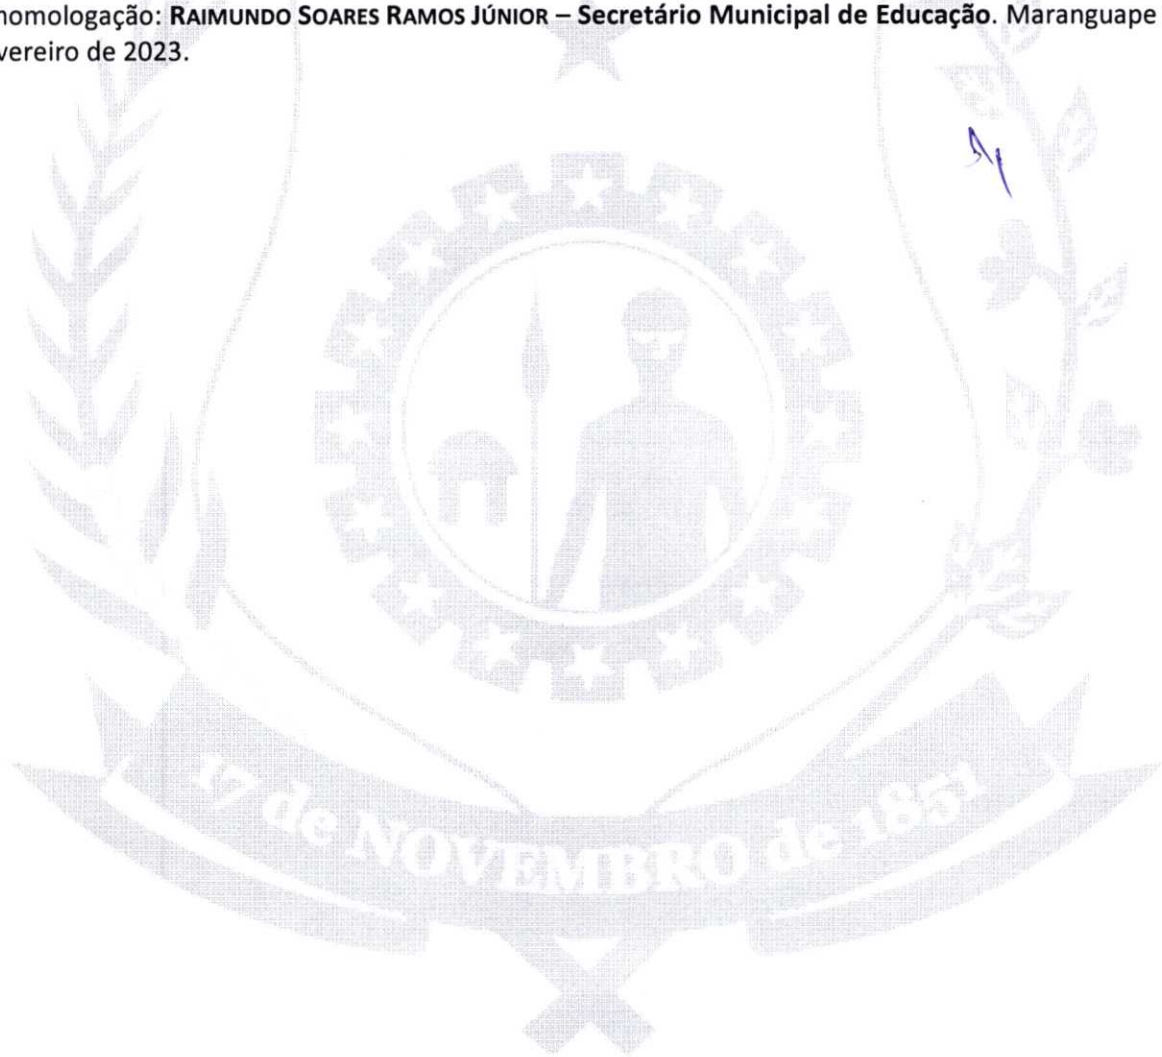 homologação: RAIMUNDO SOARES RAMOS JÚNIOR – Secretário Municipal de Educação. Maranguape
vereiro de 2023.
17 de NOVEMBRO de 1851